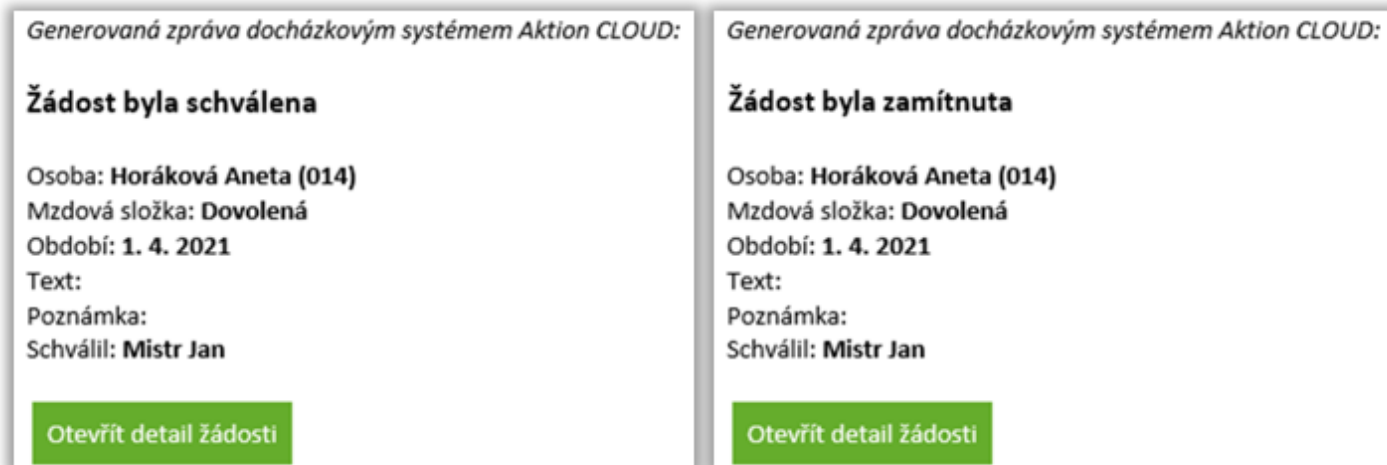 Generovaná zpráva docházkovým systémem Aktion CLOUD:
Žádost byla schválena
Osoba: Horáková Aneta (014)
Mzdová složka: Dovolená
Období: 1. 4. 2021
Text:
Poznámka:
Schválil: Mistr Jan
Otevřít detail žádosti
Generovaná zpráva docházkovým systémem Aktion CLOUD:
Žádost byla zamítnuta
Osoba: Horáková Aneta (014)
Mzdová složka: Dovolená
Období: 1. 4. 2021
Text:
Poznámka:
Schválil: Mistr Jan
Otevřít detail žádosti